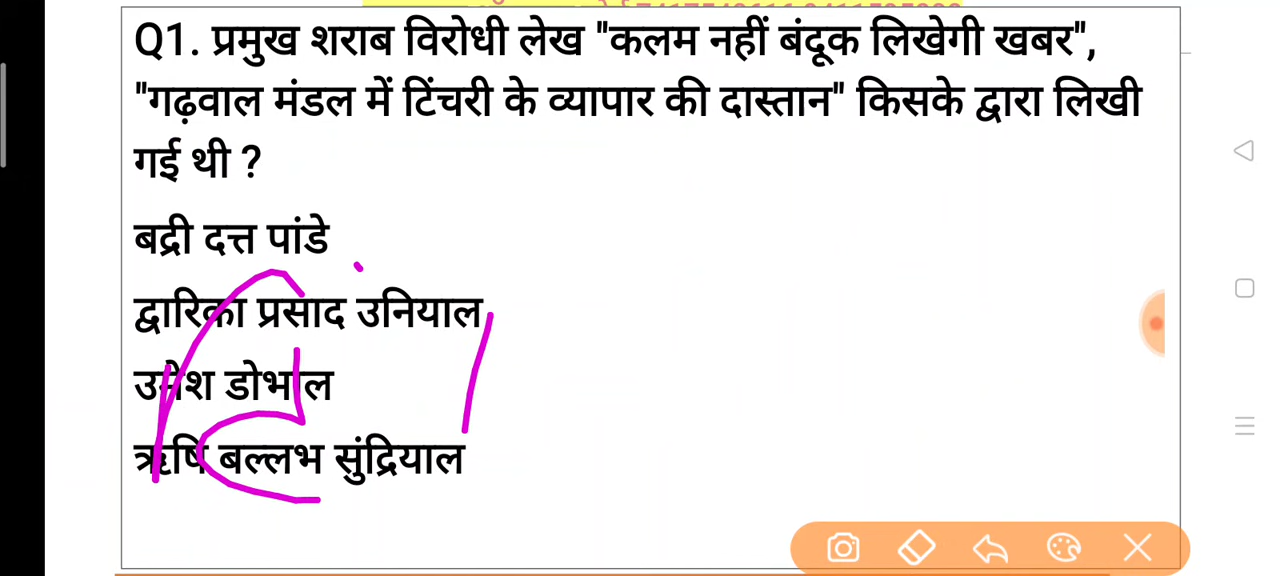 Q1. प्रमुख शराब विरोधी लेख "कलम नहीं बंदूक लिखेगी खबर",
"गढ़वाल मंडल में टिंचरी के व्यापार की दास्तान" किसके द्वारा लिखी
गई थी ?
बद्री दत्त पांडे
द्वारिका प्रसाद उनियाल
उमेश डोभाल
ऋषि बल्लभ सुंद्रियाल